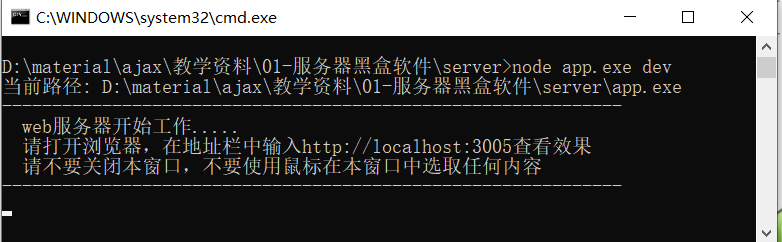 C:\WINDOWS\system32\cmd.exe
D:\material\ajax\教学资料\01-服务器黑盒软件\server>node app.exe dev
当前路径: D:\material\ajax\教学资料\01-服务器黑盒软件\server\app.exe
--------------------------------------------------------------
web服务器开始工作.....
请打开浏览器，在地址栏中输入http://localhost:3005查看效果
请不要关闭本窗口，不要使用鼠标在本窗口中选取任何内容
--------------------------------------------------------------